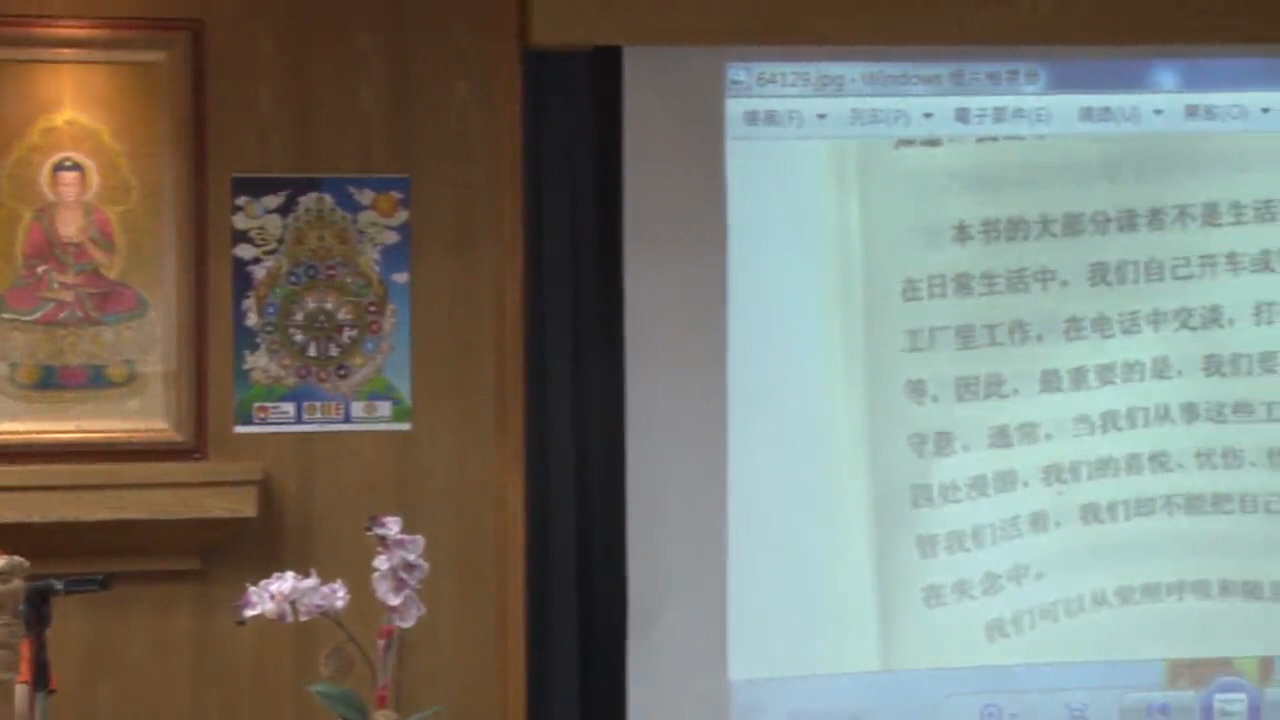 64129.jpg - Windows
(F) (P) 電子郵件(E) (U) (O)
本书的大部分读者不是生活
在日常生活中，我们自己开车或
工厂里工作，在电话中交谈，打
等。因此，最重要的是，我们要
守意。通常，当我们从事这些工
四处漫游，我们的喜悦、忧伤、
管我们活着，我们却不能把自己
在失念中。
我们可以从觉照呼吸和随